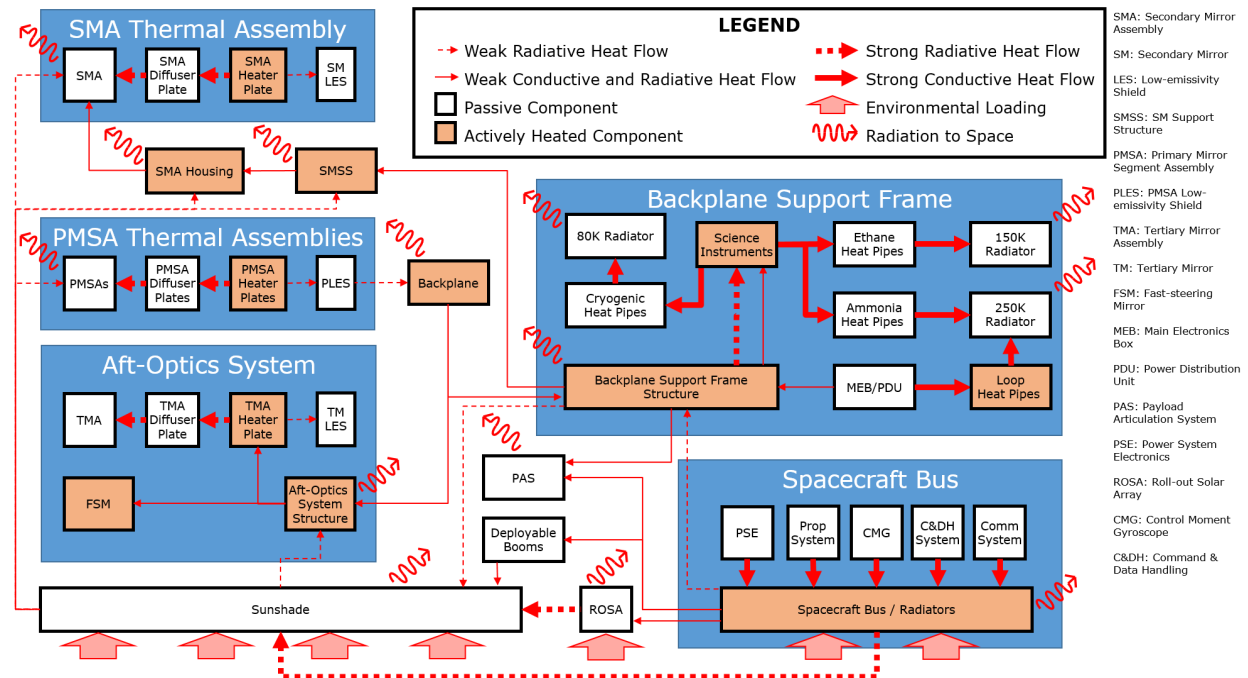 SMA Thermal Assembly
SMA
SMA
Diffuser
Plate
SMA
Heater
Plate
SM
LES
SMA Housing
SMSS
LEGEND
Weak Radiative Heat Flow
Weak Conductive and Radiative Heat Flow
Passive Component
Actively Heated Component
Strong Radiative Heat Flow
Strong Conductive Heat Flow
Environmental Loading
Radiation to Space
PMSA Thermal Assemblies
PMSAs
PMSA
Diffuser
Plates
PMSA
Heater
Plates
PLES
Backplane
Backplane Support Frame
80K Radiator
Science
Instruments
Ethane
Heat Pipes
150K
Radiator
Cryogenic
Heat Pipes
Ammonia
Heat Pipes
250K
Radiator
Backplane Support Frame
Structure
MEB/PDU
Loop
Heat Pipes
Aft-Optics System
TMA
TMA
Diffuser
Plate
TMA
Heater
Plate
TM
LES
FSM
Aft-Optics
System
Structure
PAS
Deployable
Booms
Sunshade
ROSA
Spacecraft Bus
PSE
Prop
System
CMG
C&DH
System
Comm
System
Spacecraft Bus / Radiators
SMA: Secondary Mirror
Assembly
SM: Secondary Mirror
LES: Low-emissivity
Shield
SMSS: SM Support
Structure
PMSA: Primary Mirror
Segment Assembly
PLES: PMSA Low-
emissivity Shield
TMA: Tertiary Mirror
Assembly
TM: Tertiary Mirror
FSM: Fast-steering
Mirror
MEB: Main Electronics
Box
PDU: Power Distribution
Unit
PAS: Payload
Articulation System
PSE: Power System
Electronics
ROSA: Roll-out Solar
Array
CMG: Control Moment
Gyroscope
C&DH: Command &
Data Handling